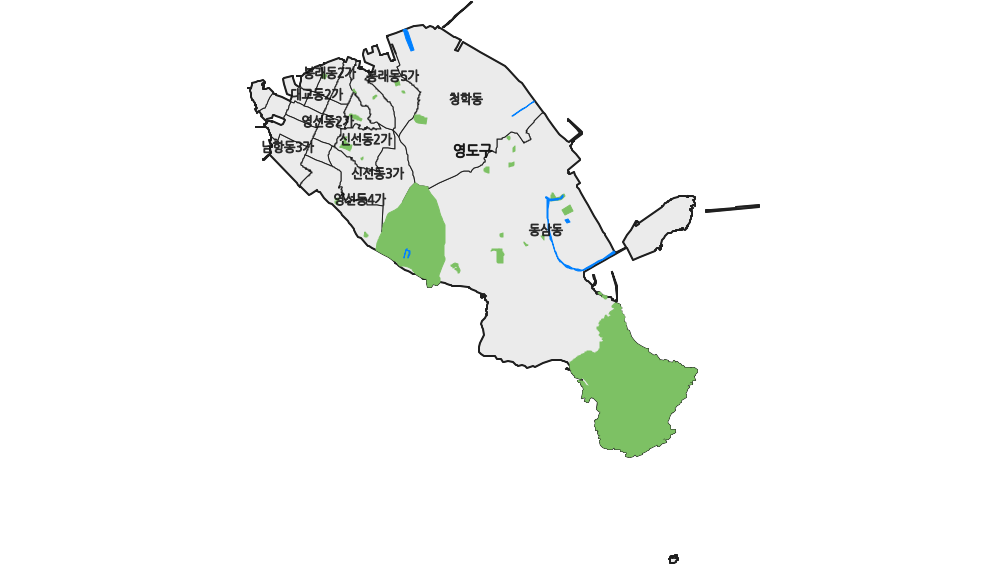 봉래동2가
봉래동5가
대교동2가
청학동
영선동2가
신선동2가
남항동3가
영도구
신선동3가
영선동4가
동삼동